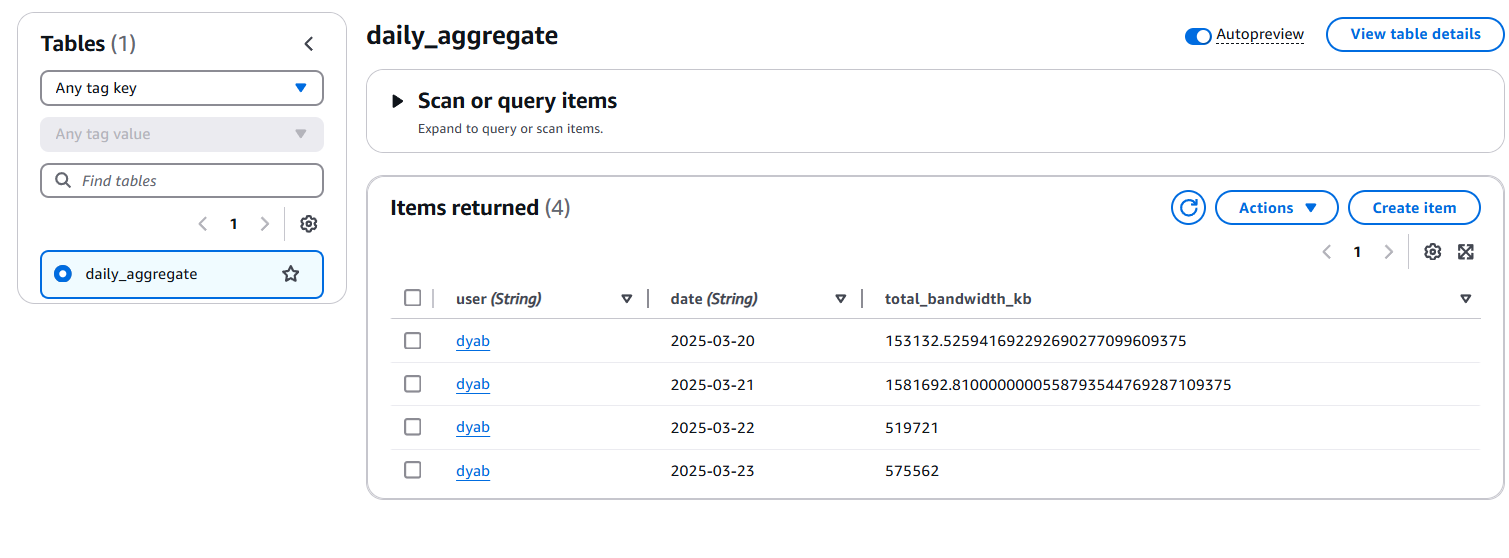 Tables (1)
Any tag key
Any tag value
Find tables
1
daily_aggregate
daily_aggregate
Autopreview
View table details
Scan or query items
Expand to query or scan items.
Items returned (4)
Actions
Create item
1
user (String) date (String) total_bandwidth_kb
dyab 2025-03-20 153132.525941692292690277099609375
dyab 2025-03-21 1581692.8100000000558793544769287109375
dyab 2025-03-22 519721
dyab 2025-03-23 575562